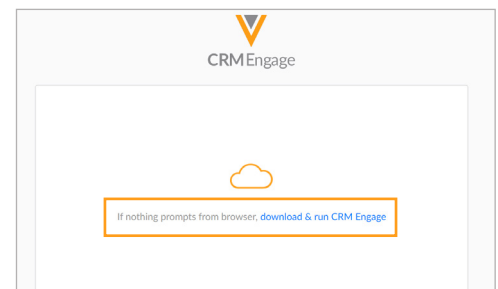 CRMEngage
If nothing prompts from browser, download & run CRM Engage